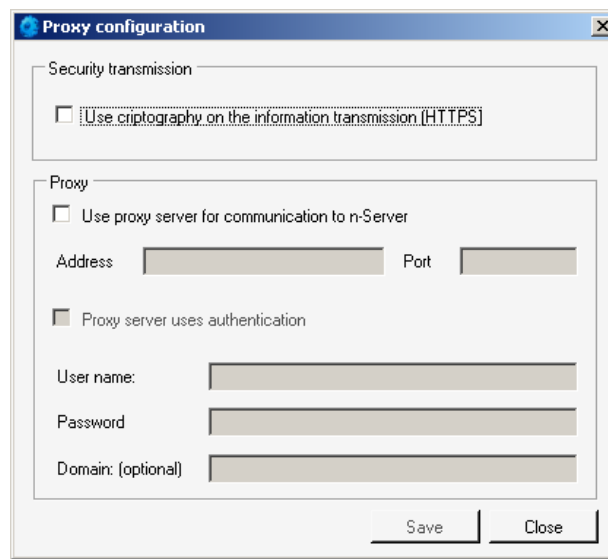 Proxy configuration
Security transmission
Use criptography on the information transmission (HTTPS)
Proxy
Use proxy server for communication to n-Server
Address Port
Proxy server uses authentication
User name:
Password
Domain: (optional)
Save Close